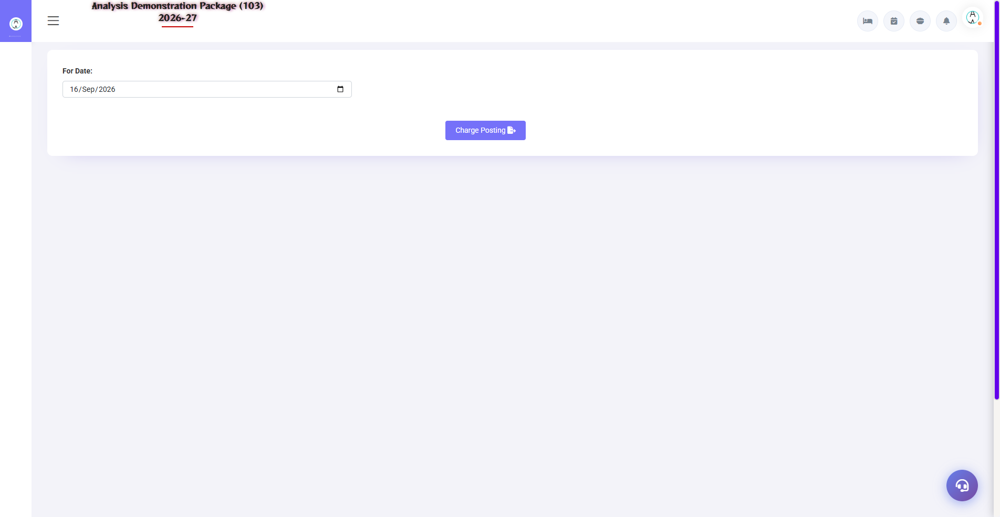 Analysis Demonstration Package (103)
2026-27
For Date:
16/Sep/2026
Charge Posting